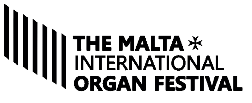 THE MALTA
INTERNATIONAL
ORGAN FESTIVAL